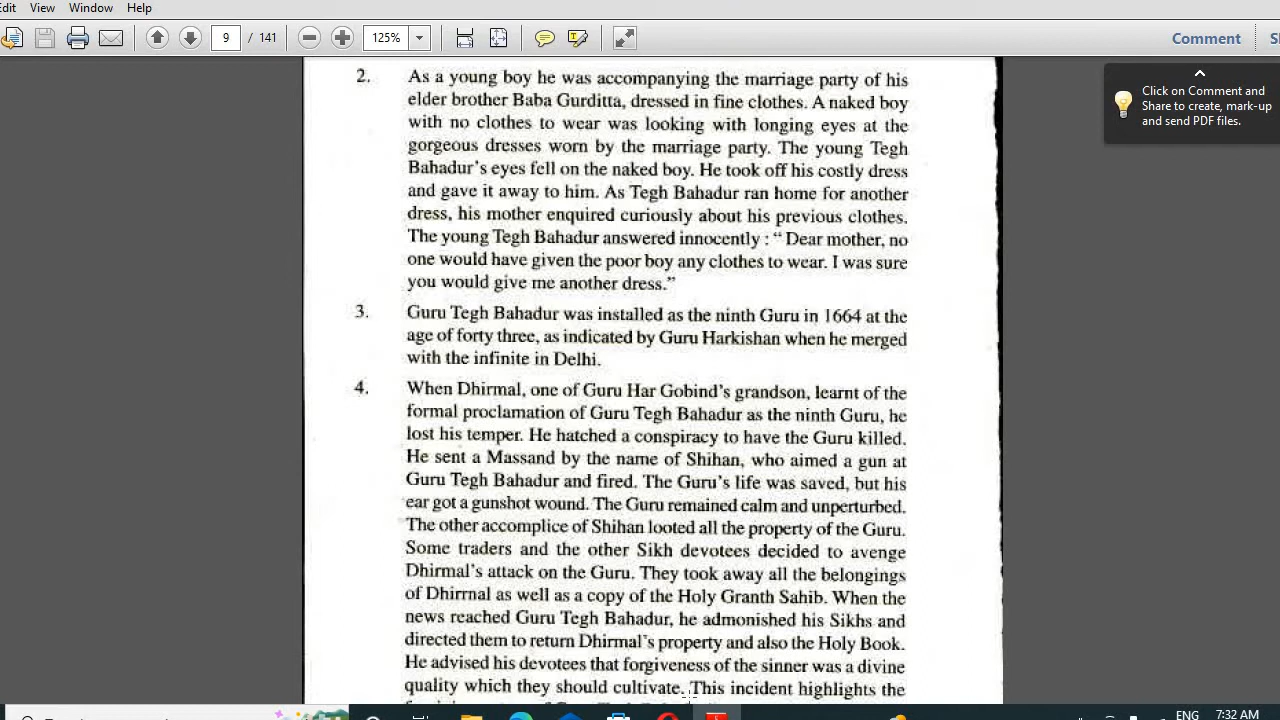 Edit View Window Help
9 / 141 125% Comment
Click on Comment and
Share to create, mark-up
and send PDF files.
2. As a young boy he was accompanying the marriage party of his
elder brother Baba Gurditta, dressed in fine clothes. A naked boy
with no clothes to wear was looking with longing eyes at the
gorgeous dresses worn by the marriage party. The young Tegh
Bahadur's eyes fell on the naked boy. He took off his costly dress
and gave it away to him. As Tegh Bahadur ran home for another
dress, his mother enquired curiously about his previous clothes.
The young Tegh Bahadur answered innocently : “ Dear mother, no
one would have given the poor boy any clothes to wear. I was sure
you would give me another dress.”
3. Guru Tegh Bahadur was installed as the ninth Guru in 1664 at the
age of forty three, as indicated by Guru Harkishan when he merged
with the infinite in Delhi.
4. When Dhirmal, one of Guru Har Gobind's grandson, learnt of the
formal proclamation of Guru Tegh Bahadur as the ninth Guru, he
lost his temper. He hatched a conspiracy to have the Guru killed.
He sent a Massand by the name of Shihan, who aimed a gun at
Guru Tegh Bahadur and fired. The Guru's life was saved, but his
ear got a gunshot wound. The Guru remained calm and unperturbed.
The other accomplice of Shihan looted all the property of the Guru.
Some traders and the other Sikh devotees decided to avenge
Dhirmal's attack on the Guru. They took away all the belongings
of Dhirmal as well as a copy of the Holy Granth Sahib. When the
news reached Guru Tegh Bahadur, he admonished his Sikhs and
directed them to return Dhirmal's property and also the Holy Book.
He advised his devotees that forgiveness of the sinner was a divine
quality which they should cultivate. This incident highlights the
ENG 7:32 AM